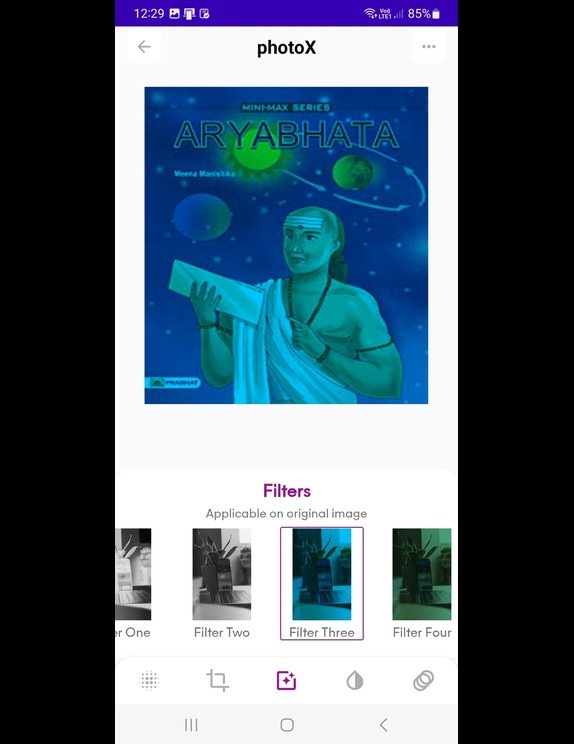 12:29
Vo)) LTE1 85%
photoX
MINI-MAX SERIES
ARYABHATA
Meena Manishika
PRABHAT
Filters
Applicable on original image
er One Filter Two Filter Three Filter Four